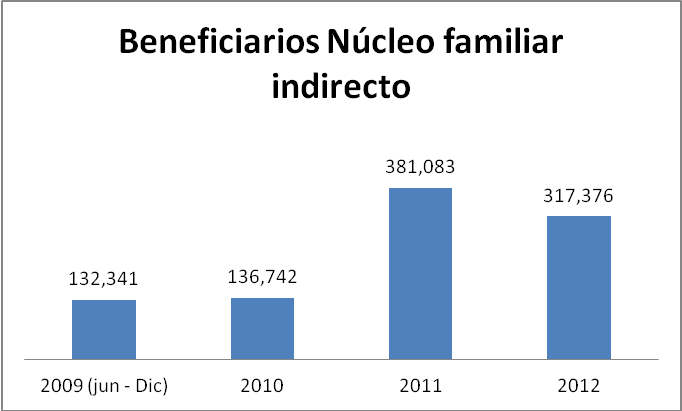 Beneficiarios Núcleo familiar
indirecto
381,083
317,376
132,341
136,742
2009 (jun - Dic)
2010
2011
2012